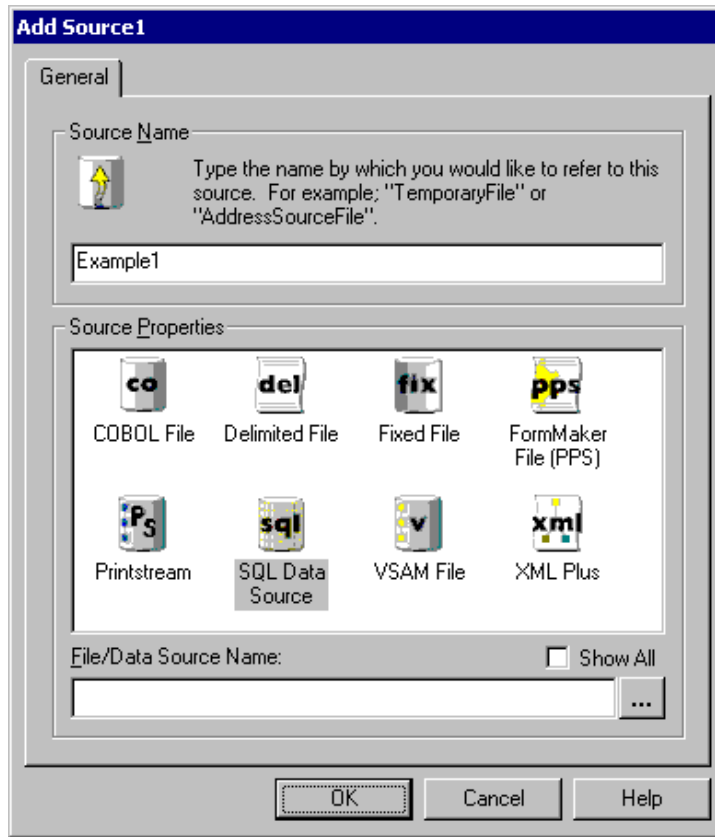 Add Source1
General
Source Name
Type the name by which you would like to refer to this
source. For example; "TemporaryFile" or
"AddressSourceFile".
Example1
Source Properties
co del fix pps
COBOL File Delimited File Fixed File FormMaker
File (PPS)
PS sql v xml
Printstream SQL Data VSAM File XML Plus
Source
File/Data Source Name: Show All
...
OK Cancel Help